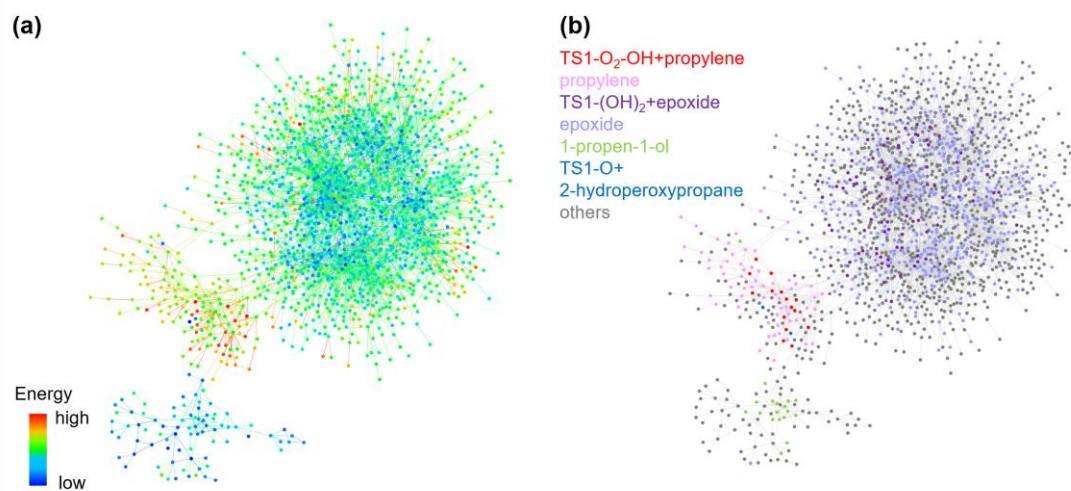 (a)
Energy
high
low
(b)
TS1-O₂-OH+propylene
propylene
TS1-(OH)₂+epoxide
epoxide
1-propen-1-ol
TS1-O+
2-hydroperoxypropane
others